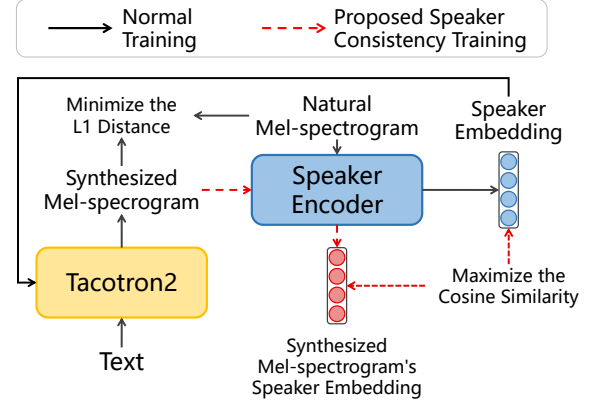 Normal
Training
Proposed Speaker
Consistency Training
Minimize the
L1 Distance
Natural
Mel-spectrogram
Speaker
Embedding
Synthesized
Mel-specrogram
Speaker
Encoder
Tacotron2
Maximize the
Cosine Similarity
Text
Synthesized
Mel-spectrogram's
Speaker Embedding